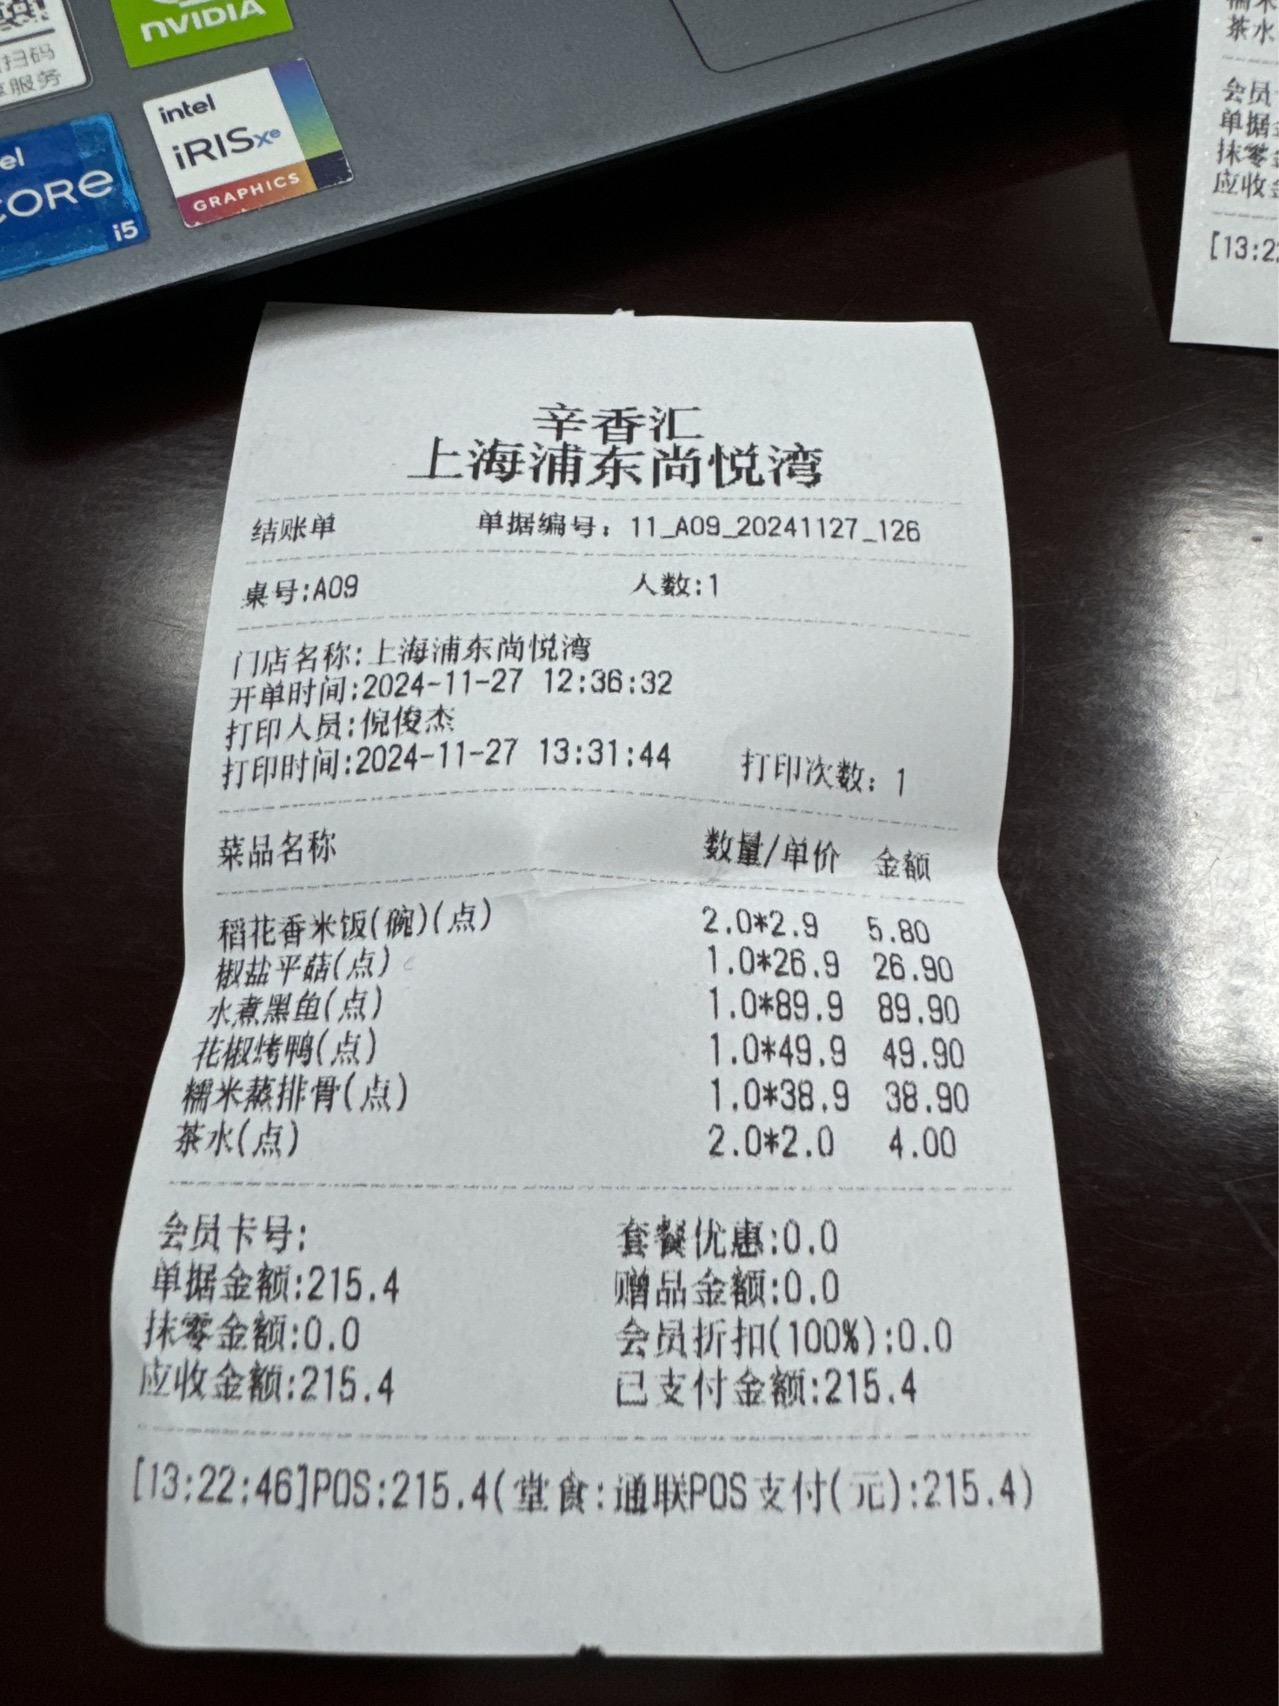 NVIDIA
扫码
服务
intel
iRISxe
GRAPHICS
CORE
i5
茶水
会员
单据
抹零
应收
[13:22
辛香汇
上海浦东尚悦湾
结账单 单据编号：11_A09_20241127_126
桌号:A09 人数:1
门店名称:上海浦东尚悦湾
开单时间:2024-11-27 12:36:32
打印人员:倪俊杰
打印时间:2024-11-27 13:31:44 打印次数：1
菜品名称 数量/单价 金额
稻花香米饭(碗)(点) 2.0*2.9 5.80
椒盐平菇(点) 1.0*26.9 26.90
水煮黑鱼(点) 1.0*89.9 89.90
花椒烤鸭(点) 1.0*49.9 49.90
糯米蒸排骨(点) 1.0*38.9 38.90
茶水(点) 2.0*2.0 4.00
会员卡号: 套餐优惠:0.0
单据金额:215.4 赠品金额:0.0
抹零金额:0.0 会员折扣(100%):0.0
应收金额:215.4 已支付金额:215.4
[13:22:46]POS:215.4(堂食:通联POS支付(元):215.4)